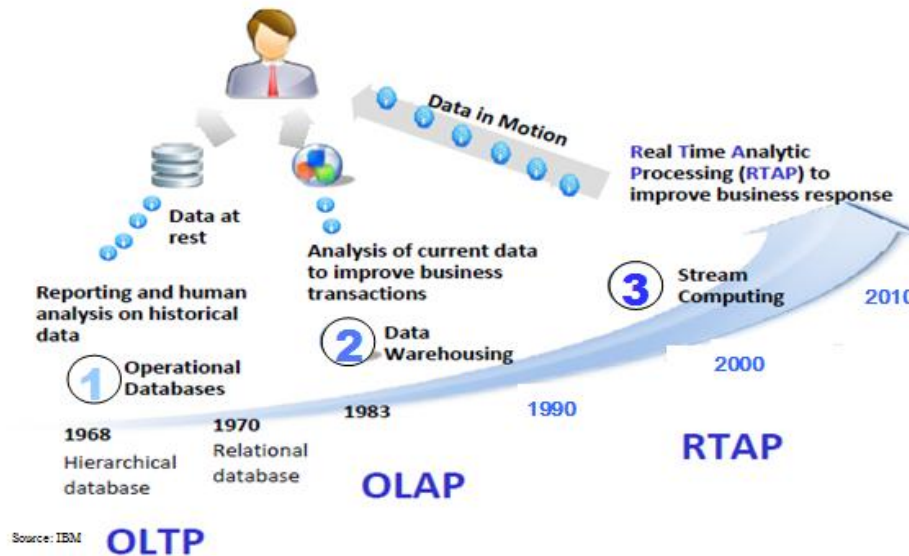 Data in Motion
Real Time Analytic
Processing (RTAP) to
improve business response
Data at
rest
Reporting and human
analysis on historical
data
Analysis of current data
to improve business
transactions
3
Stream
Computing
2
Data
Warehousing
1
Operational
Databases
2010
2000
1990
1983
1970
Relational
database
1968
Hierarchical
database
RTAP
OLAP
OLTP
Source: IBM